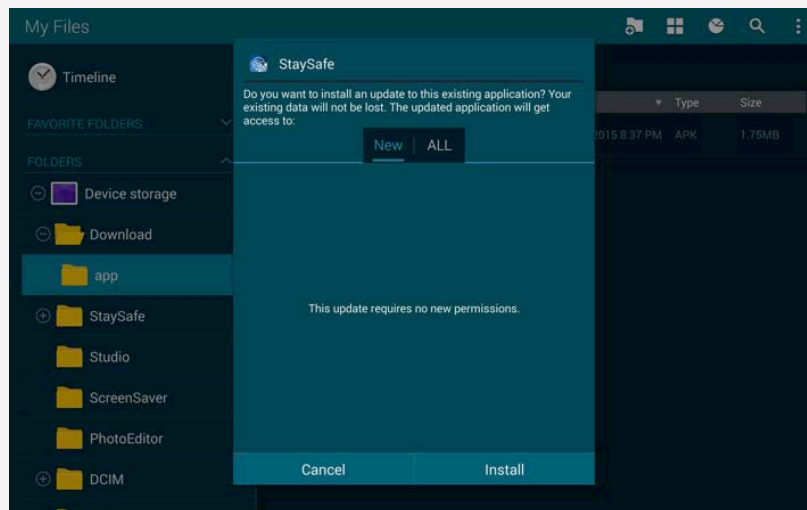 My Files
Timeline
FAVORITE FOLDERS
FOLDERS
Device storage
Download
app
StaySafe
Studio
ScreenSaver
PhotoEditor
DCIM
StaySafe
Do you want to install an update to this existing application? Your
existing data will not be lost. The updated application will get
access to:
New ALL
This update requires no new permissions.
Cancel Install
Type Size
2015 8:37 PM APK 1.75MB